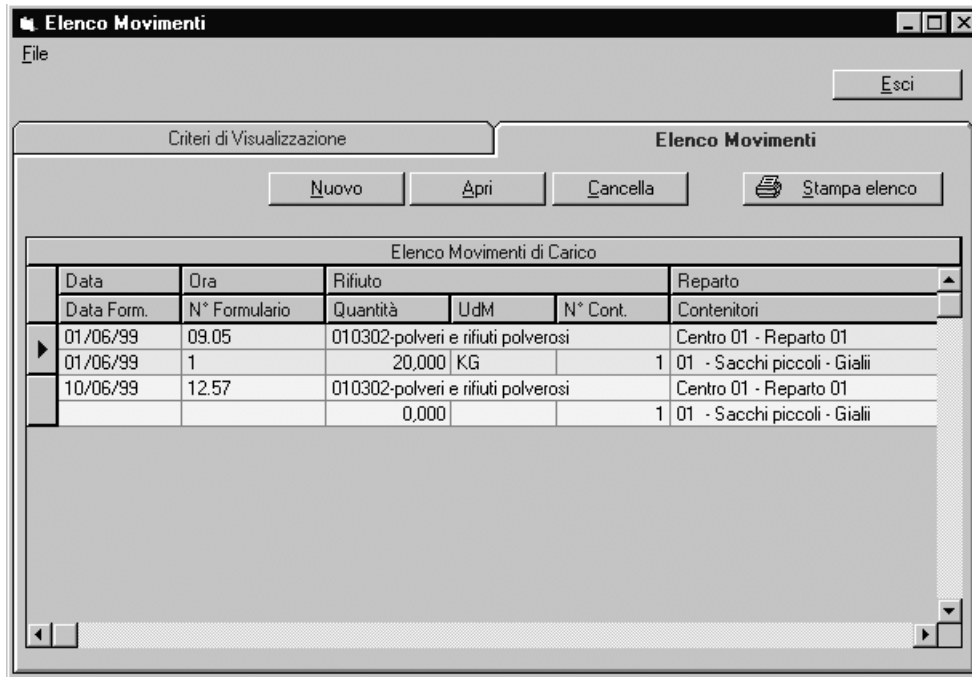 Elenco Movimenti
File
Esci
Criteri di Visualizzazione Elenco Movimenti
Nuovo Apri Cancella Stampa elenco
Elenco Movimenti di Carico
Data Ora Rifiuto Reparto
Data Form. N° Formulario Quantità UdM N° Cont. Contenitori
01/06/99 09.05 010302-polveri e rifiuti polverosi Centro 01 - Reparto 01
01/06/99 1 20,000 KG 1 01 - Sacchi piccoli - Gialii
10/06/99 12.57 010302-polveri e rifiuti polverosi Centro 01 - Reparto 01
0,000 1 01 - Sacchi piccoli - Gialii